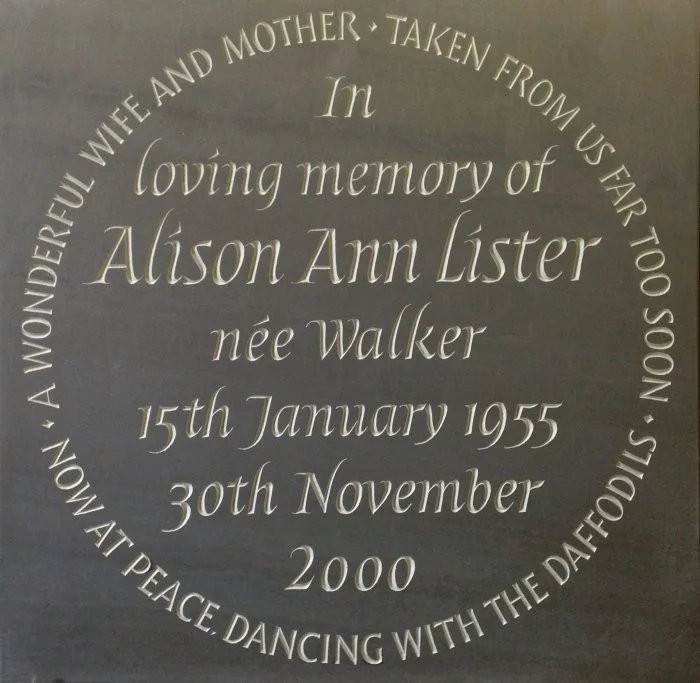 A WONDERFUL WIFE AND MOTHER · TAKEN FROM US FAR TOO SOON · NOW AT PEACE, DANCING WITH THE DAFFODILS ·
In
loving memory of
Alison Ann Lister
née Walker
15th January 1955
30th November
2000